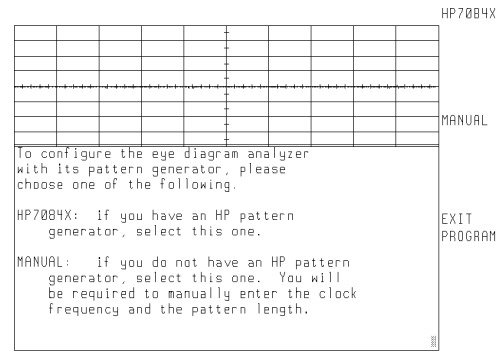 HP7084X
MANUAL
To configure the eye diagram analyzer
with its pattern generator, please
choose one of the following.
HP7084X: if you have an HP pattern
generator, select this one.
EXIT
PROGRAM
MANUAL: if you do not have an HP pattern
generator, select this one. You will
be required to manually enter the clock
frequency and the pattern length.